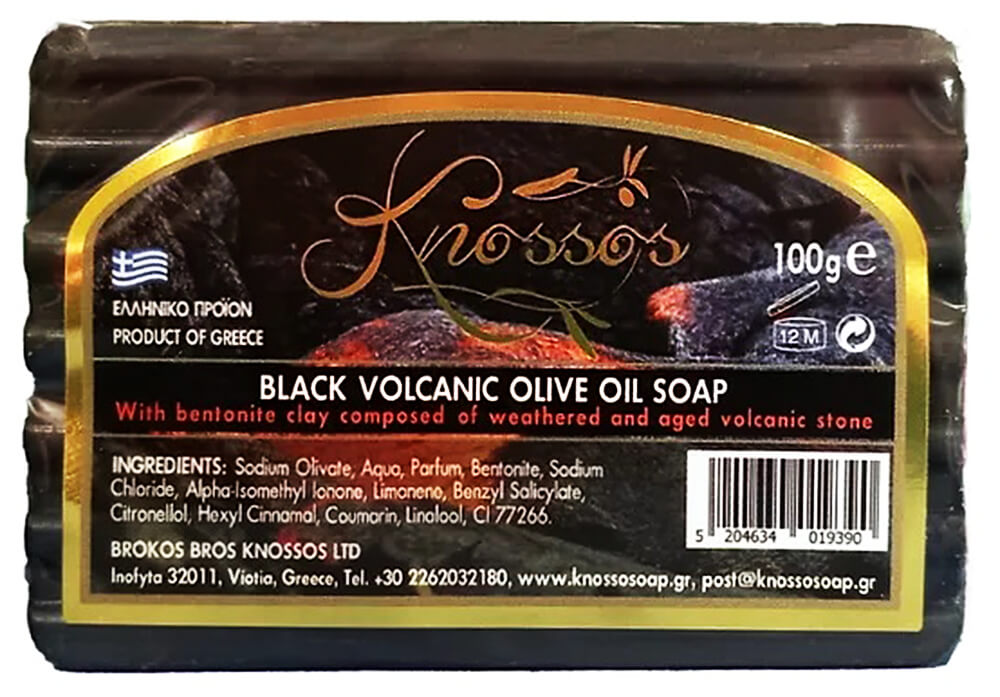 Knossos
100g e
ΕΛΛΗΝΙΚΟ ΠΡΟΪΟΝ
PRODUCT OF GREECE
12 M
BLACK VOLCANIC OLIVE OIL SOAP
With bentonite clay composed of weathered and aged volcanic stone
INGREDIENTS: Sodium Olivate, Aqua, Parfum, Bentonite, Sodium
Chloride, Alpha-Isomethyl Ionone, Limonene, Benzyl Salicylate,
Citronellol, Hexyl Cinnamal, Coumarin, Linalool, CI 77266.
5 204634 019390
BROKOS BROS KNOSSOS LTD
Inofyta 32011, Viotia, Greece, Tel. +30 2262032180, www.knossosoap.gr, post@knossosoap.gr